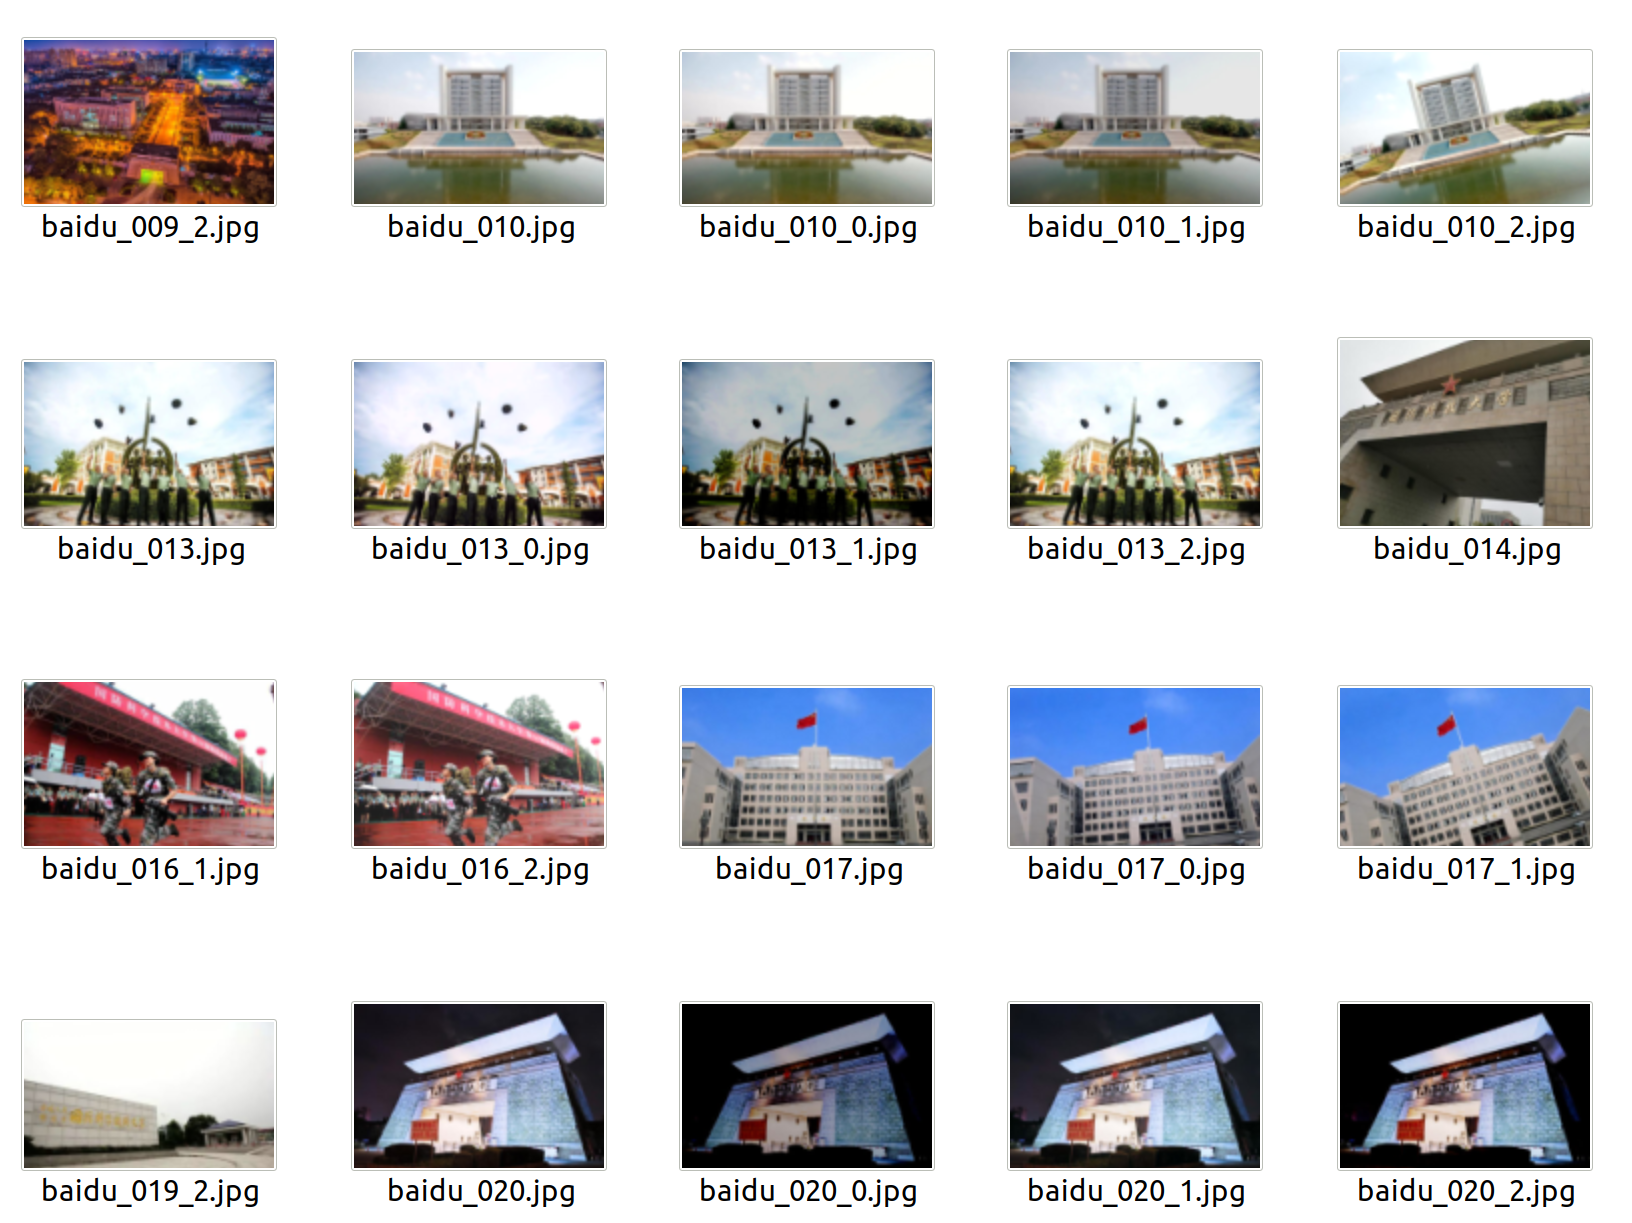 baidu_009_2.jpg
baidu_010.jpg
baidu_010_0.jpg
baidu_010_1.jpg
baidu_010_2.jpg
baidu_013.jpg
baidu_013_0.jpg
baidu_013_1.jpg
baidu_013_2.jpg
baidu_014.jpg
baidu_016_1.jpg
baidu_016_2.jpg
baidu_017.jpg
baidu_017_0.jpg
baidu_017_1.jpg
baidu_019_2.jpg
baidu_020.jpg
baidu_020_0.jpg
baidu_020_1.jpg
baidu_020_2.jpg